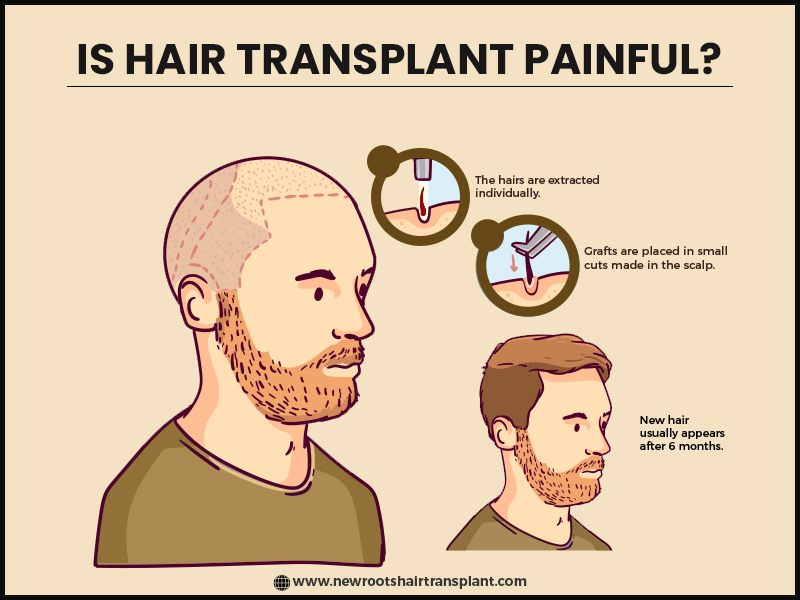 IS HAIR TRANSPLANT PAINFUL?
The hairs are extracted
individually.
Grafts are placed in small
cuts made in the scalp.
New hair
usually appears
after 6 months.
www.newrootshairtransplant.com